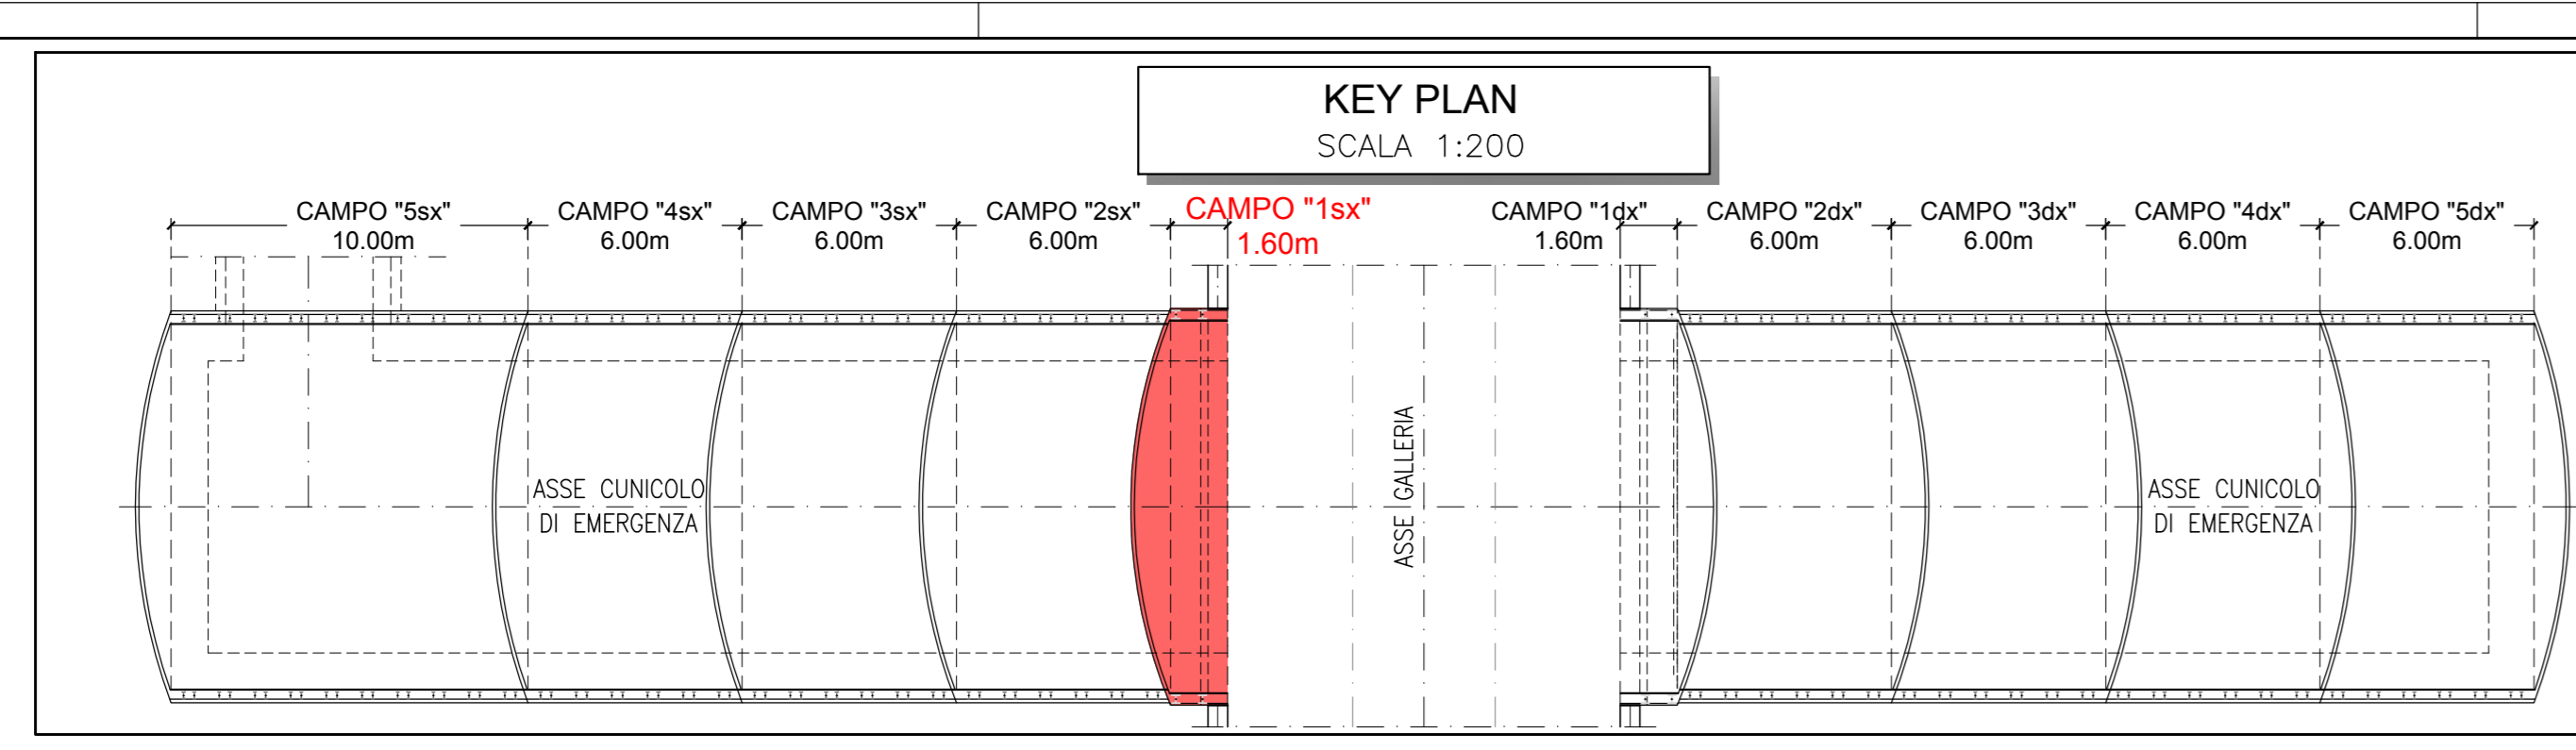 KEY PLAN
SCALA 1:200
CAMPO "5sx"
10.00m
CAMPO "4sx"
6.00m
CAMPO "3sx"
6.00m
CAMPO "2sx"
6.00m
CAMPO "1sx"
1.60m
CAMPO "1dx"
1.60m
CAMPO "2dx"
6.00m
CAMPO "3dx"
6.00m
CAMPO "4dx"
6.00m
CAMPO "5dx"
6.00m
ASSE CUNICOLO
DI EMERGENZA
ASSE GALLERIA
ASSE CUNICOLO
DI EMERGENZA